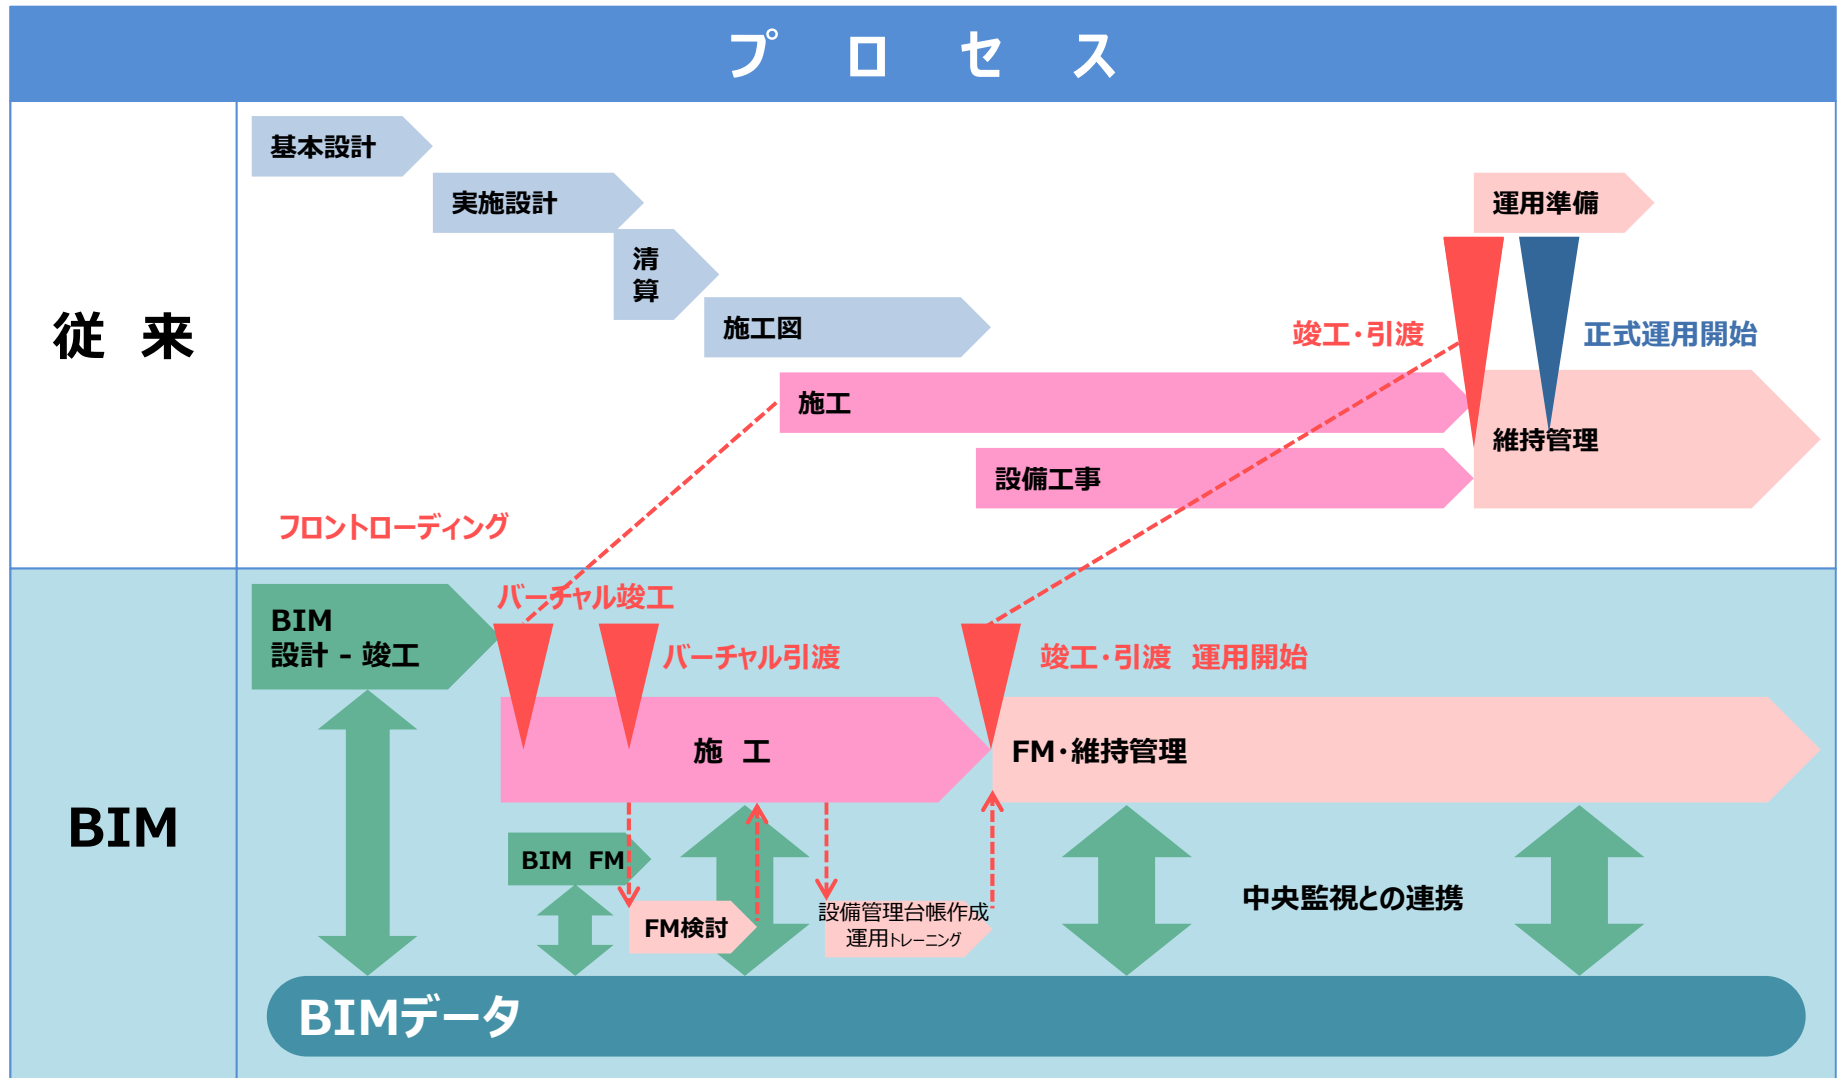 プロセス
従来
基本設計
実施設計
清
算
施工図
施工
設備工事
運用準備
竣工・引渡
正式運用開始
維持管理
フロントローディング
BIM
BIM
設計 - 竣工
バーチャル竣工
バーチャル引渡
竣工・引渡 運用開始
施 工
FM・維持管理
BIM FM
FM検討
設備管理台帳作成
運用トレーニング
中央監視との連携
BIMデータ